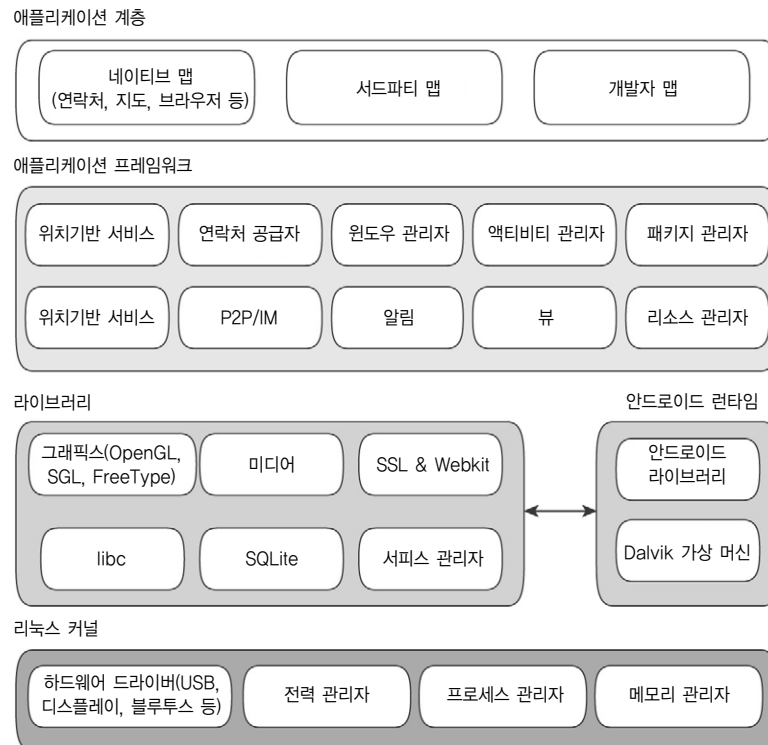 애플리케이션 계층
네이티브 맵
(연락처, 지도, 브라우저 등)
서드파티 맵
개발자 맵
애플리케이션 프레임워크
위치기반 서비스
연락처 공급자
윈도우 관리자
액티비티 관리자
패키지 관리자
위치기반 서비스
P2P/IM
알림
뷰
리소스 관리자
라이브러리
안드로이드 런타임
그래픽스(OpenGL,
SGL, FreeType)
미디어
SSL & Webkit
안드로이드
라이브러리
libc
SQLite
서피스 관리자
Dalvik 가상 머신
리눅스 커널
하드웨어 드라이버(USB,
디스플레이, 블루투스 등)
전력 관리자
프로세스 관리자
메모리 관리자